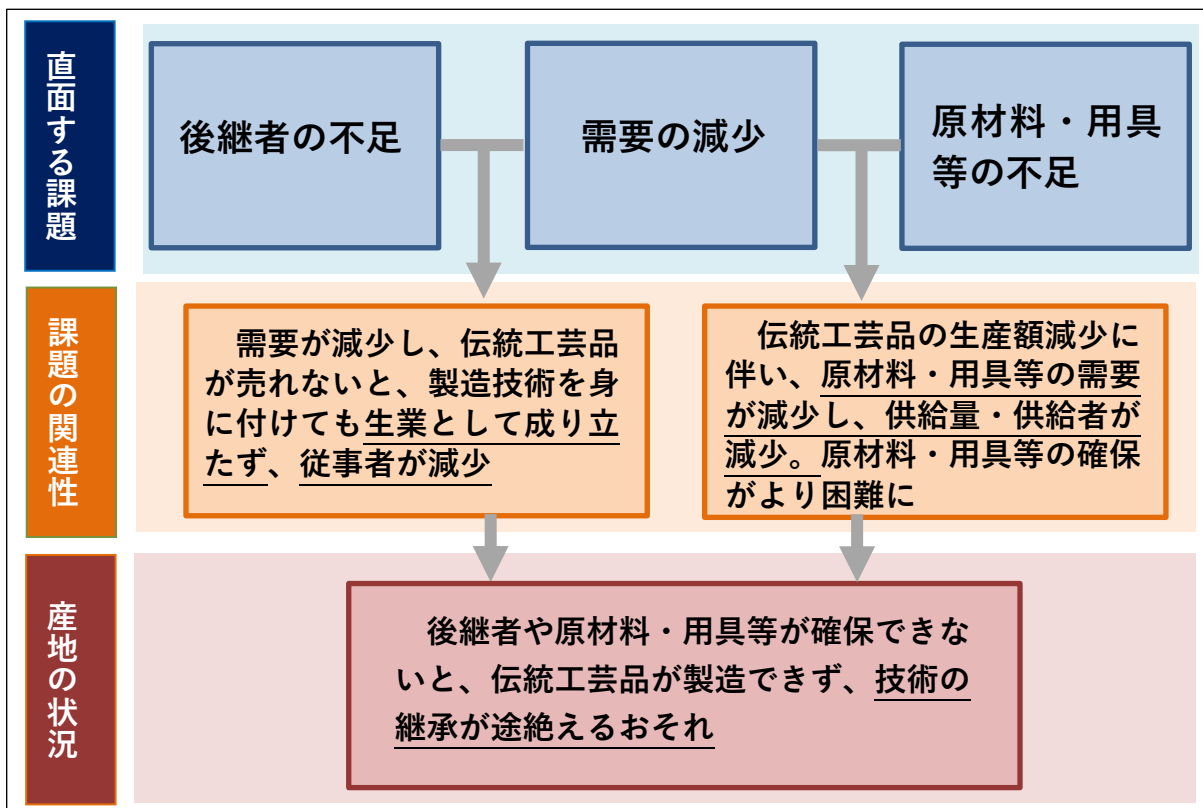 直面する課題
後継者の不足
需要の減少
原材料・用具
等の不足
課題の関連性
需要が減少し、伝統工芸品
が売れないと、製造技術を身
に付けても生業として成り立
たず、従事者が減少
伝統工芸品の生産額減少に
伴い、原材料・用具等の需要
が減少し、供給量・供給者が
減少。原材料・用具等の確保
がより困難に
産地の状況
後継者や原材料・用具等が確保できな
いと、伝統工芸品が製造できず、技術の
継承が途絶えるおそれ